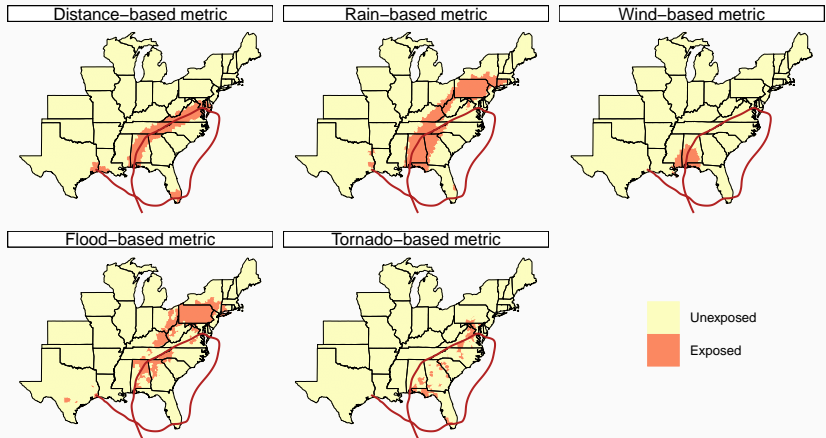 Distance−based metric
Rain−based metric
Wind−based metric
Flood−based metric
Tornado−based metric
Unexposed
Exposed